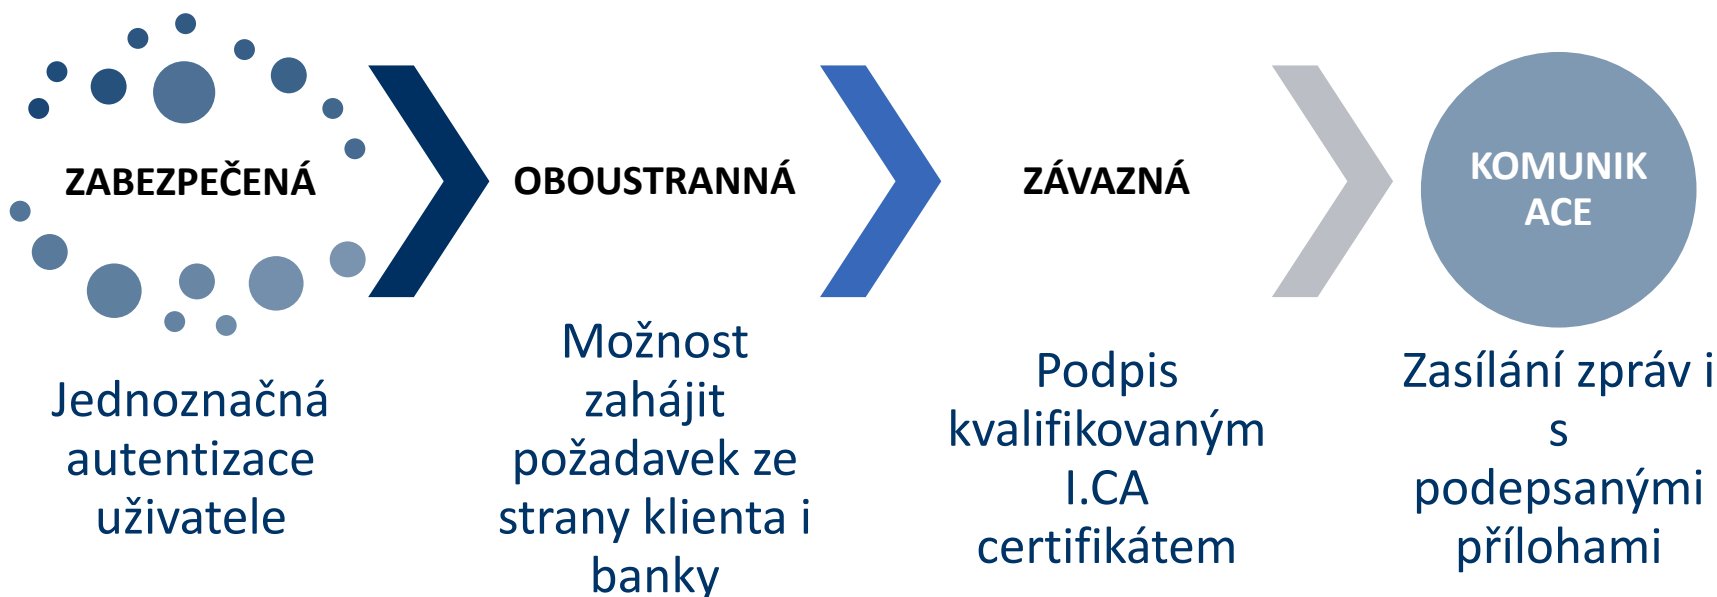 ZABEZPEČENÁ
OBOUSTRANNÁ
ZÁVAZNÁ
KOMUNIK
ACE
Jednoznačná
autentizace
uživatele
Možnost
zahájit
požadavek ze
strany klienta i
banky
Podpis
kvalifikovaným
I.CA
certifikátem
Zasílání zpráv i
s
podepsanými
přílohami